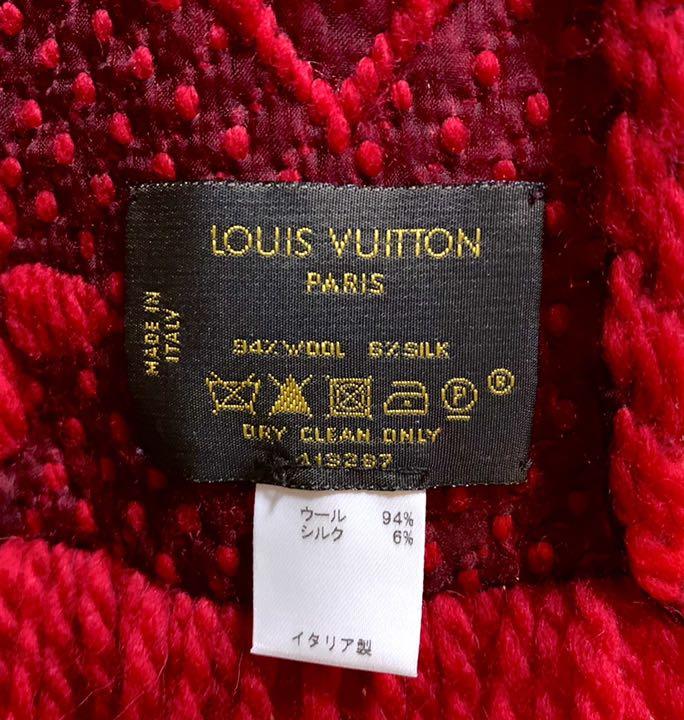 LOUIS VUITTON
PARIS
MADE IN
ITALY
94% WOOL 6% SILK
P ®
DRY CLEAN ONLY
ウール 94%
シルク 6%
イタリア製